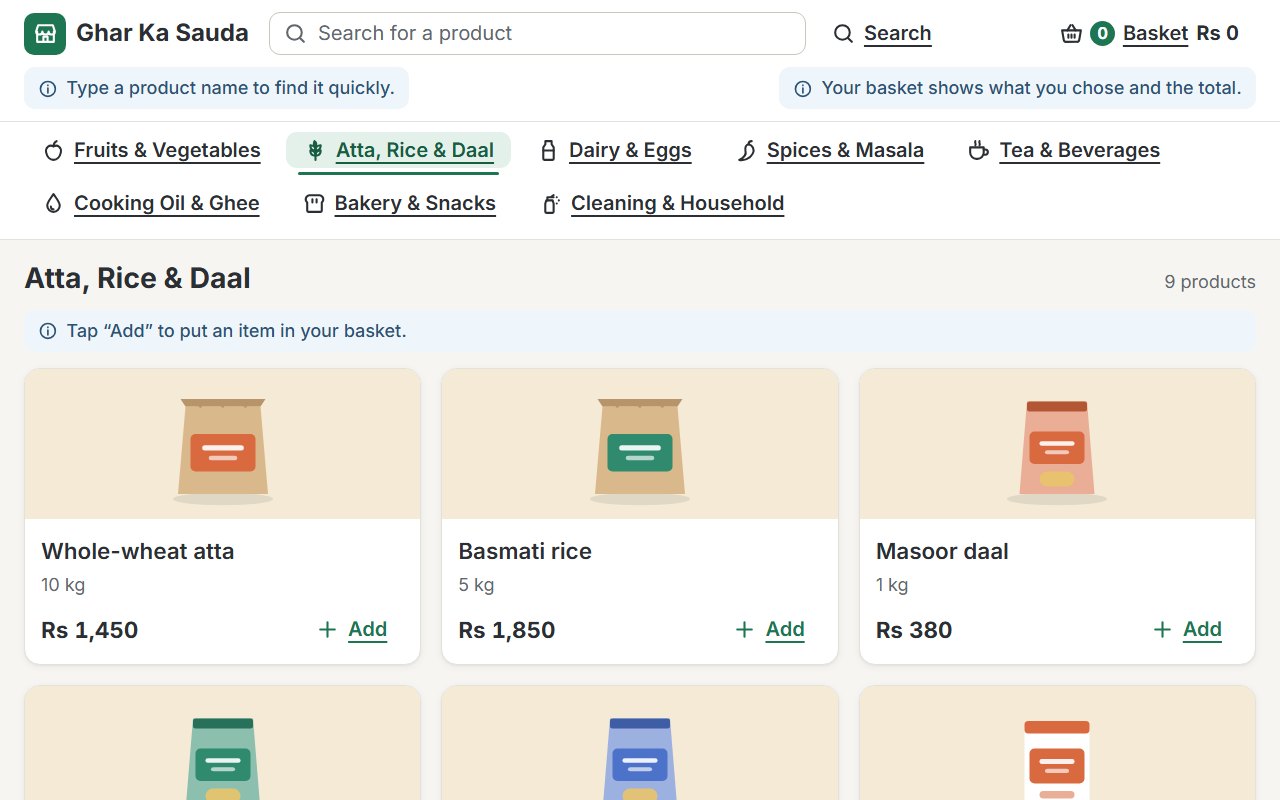 Ghar Ka Sauda
Search for a product
Search
0 Basket Rs 0
Type a product name to find it quickly.
Your basket shows what you chose and the total.
Fruits & Vegetables
Atta, Rice & Daal
Dairy & Eggs
Spices & Masala
Tea & Beverages
Cooking Oil & Ghee
Bakery & Snacks
Cleaning & Household
Atta, Rice & Daal
9 products
Tap “Add” to put an item in your basket.
Whole-wheat atta
10 kg
Rs 1,450
Add
Basmati rice
5 kg
Rs 1,850
Add
Masoor daal
1 kg
Rs 380
Add